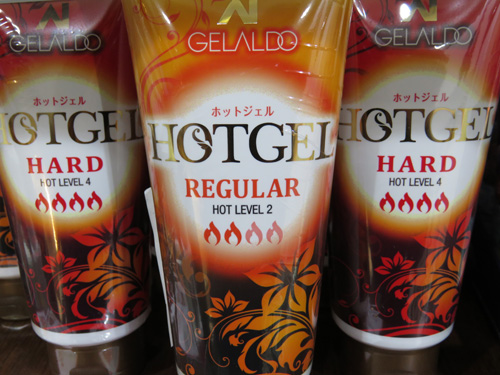 GELALDO
ホットジェル
HOTGEL
HARD
HOT LEVEL 4
GELALDO
ホットジェル
HOTGEL
REGULAR
HOT LEVEL 2
GELALDO
ホットジェル
HOTGEL
HARD
HOT LEVEL 4